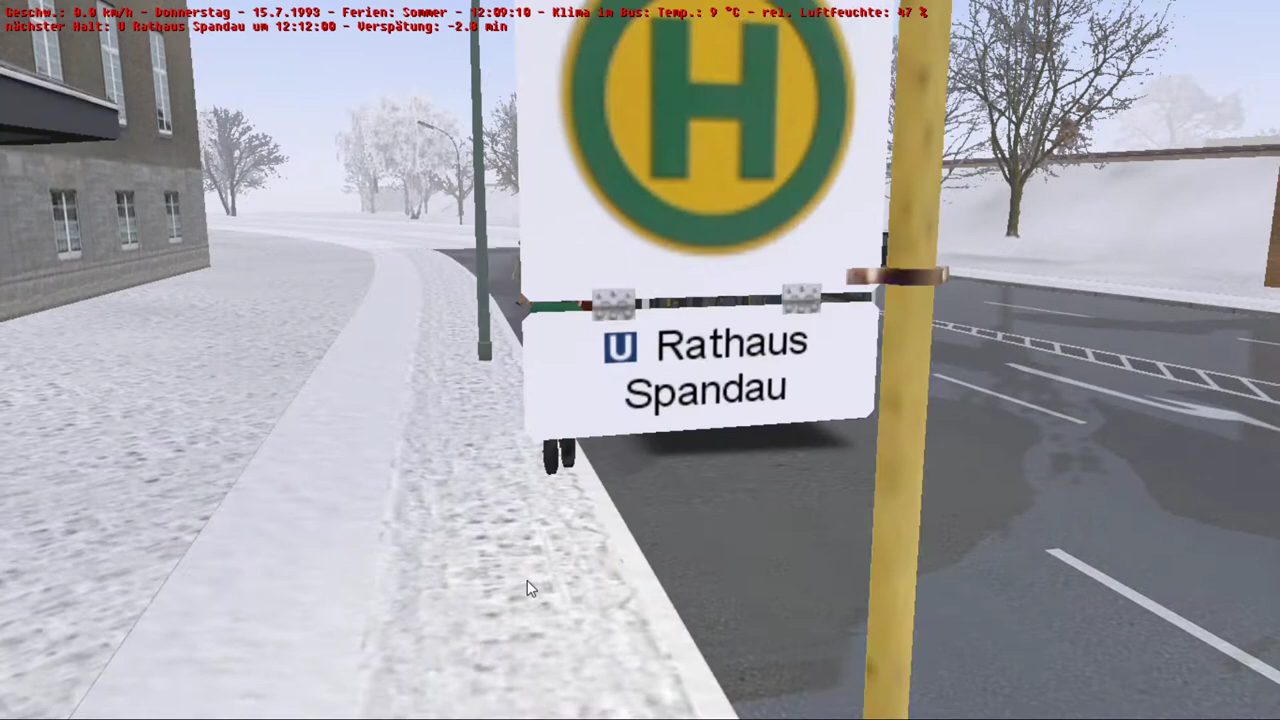 Geschw.: 0.0 km/h - Donnerstag - 15.7.1993 - Ferien: Sommer - 12:09:10 - Klima im Bus: Temp.: 9 °C - rel. Luftfeuchte: 47 %
nächster Halt: U Rathaus Spandau um 12:12:00 - Verspätung: -2.8 min
H
U Rathaus
Spandau